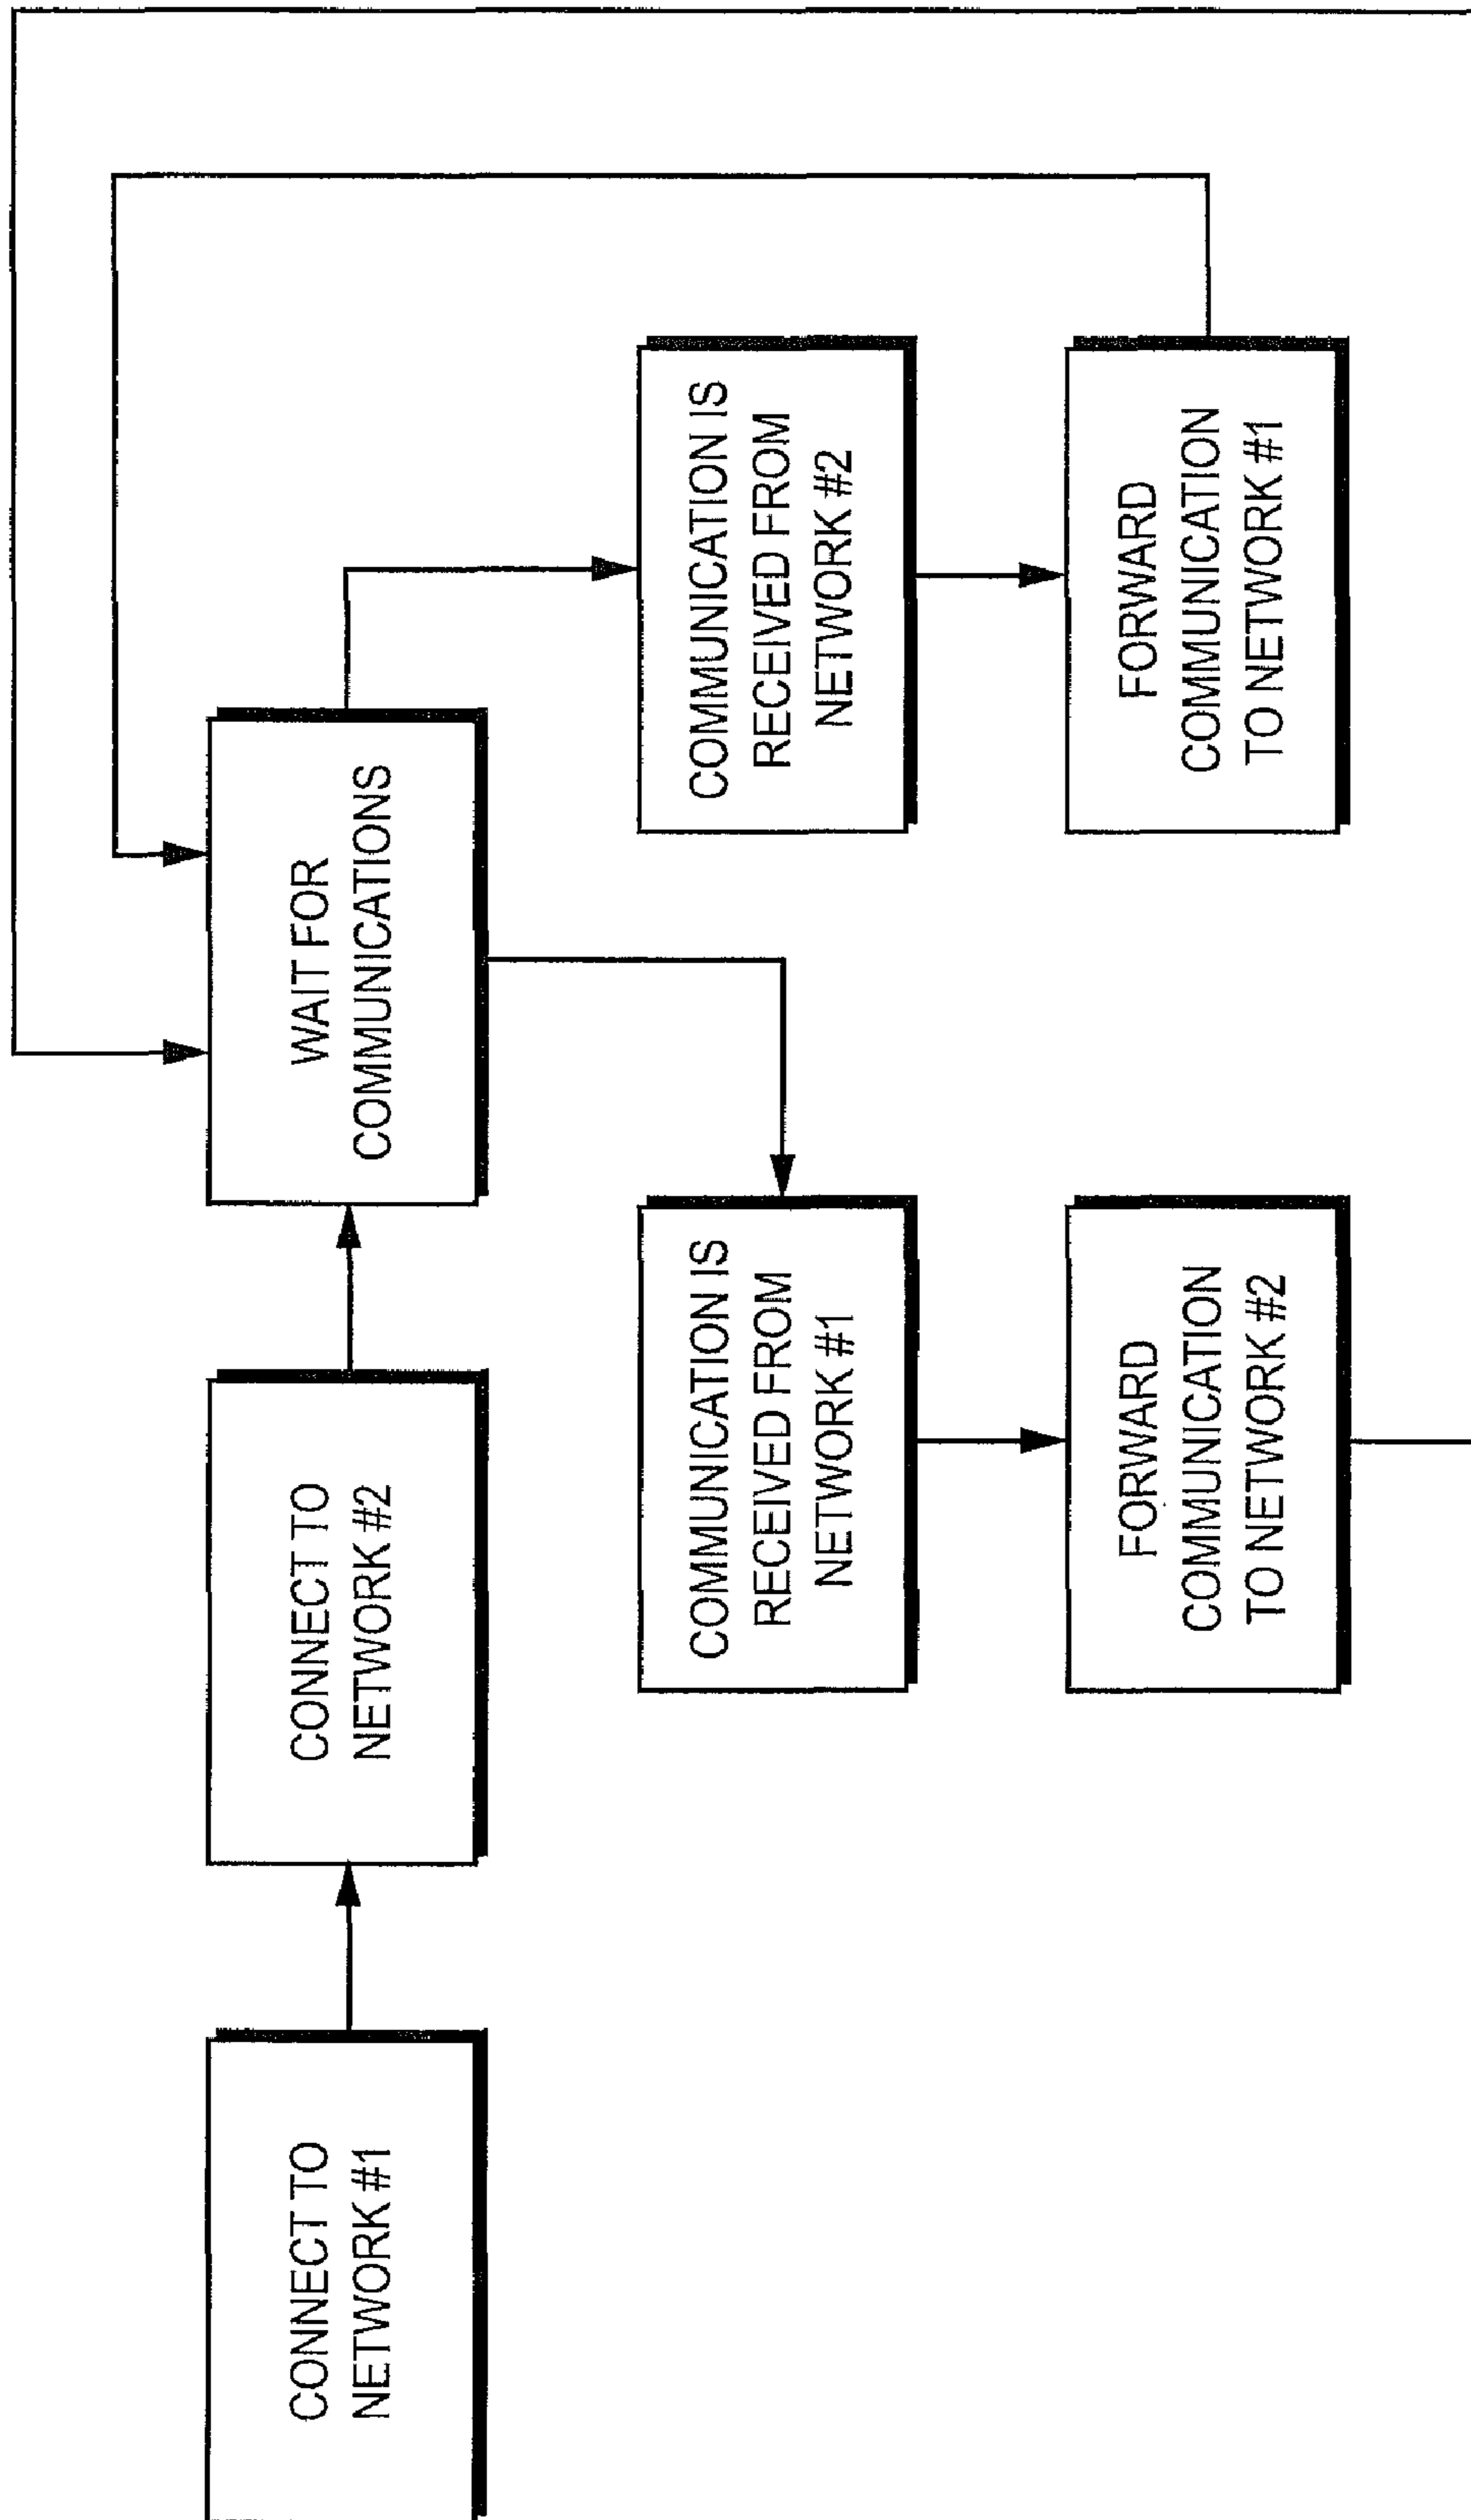 CONNECT TO
NETWORK #1
CONNECT TO
NETWORK #2
WAIT FOR
COMMUNICATIONS
COMMUNICATION IS
RECEIVED FROM
NETWORK #1
COMMUNICATION IS
RECEIVED FROM
NETWORK #2
FORWARD
COMMUNICATION
TO NETWORK #2
FORWARD
COMMUNICATION
TO NETWORK #1